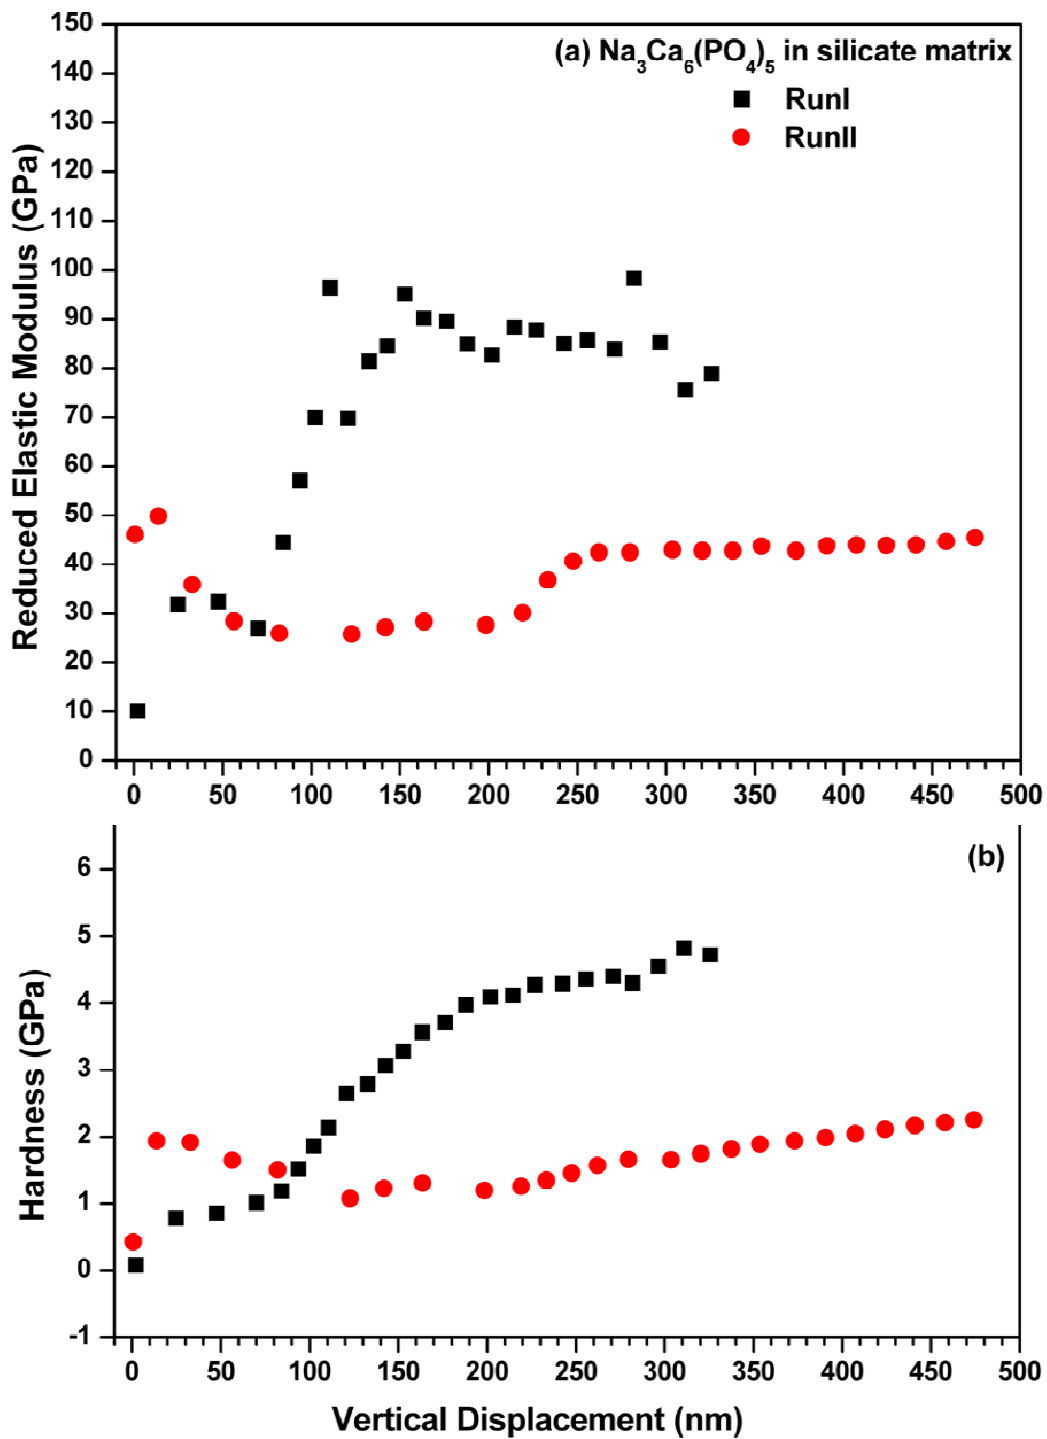 (a) Na3Ca6(PO4)5 in silicate matrix
RunI
RunII
Reduced Elastic Modulus (GPa)
150
140
130
120
110
100
90
80
70
60
50
40
30
20
10
0
0 50 100 150 200 250 300 350 400 450 500
(b)
Hardness (GPa)
6
5
4
3
2
1
0
-1
0 50 100 150 200 250 300 350 400 450 500
Vertical Displacement (nm)